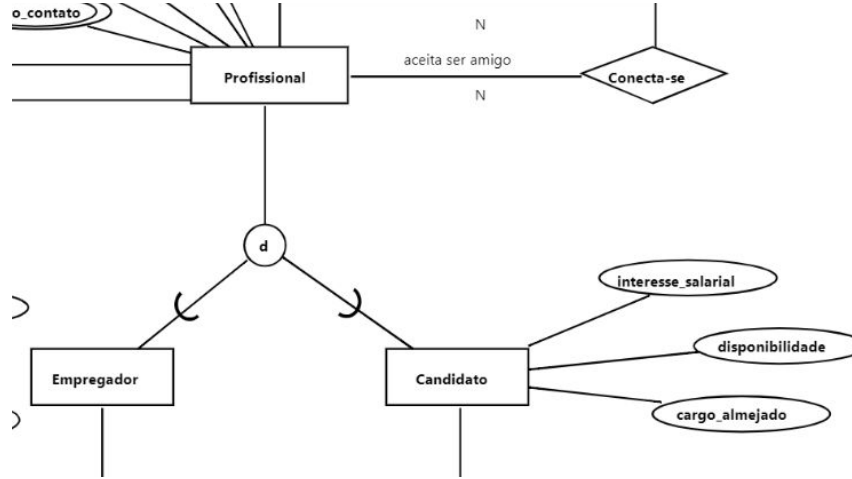 o_contato
N
aceita ser amigo
Profissional
Conecta-se
N
d
interesse_salarial
disponibilidade
Empregador
Candidato
cargo_almejado